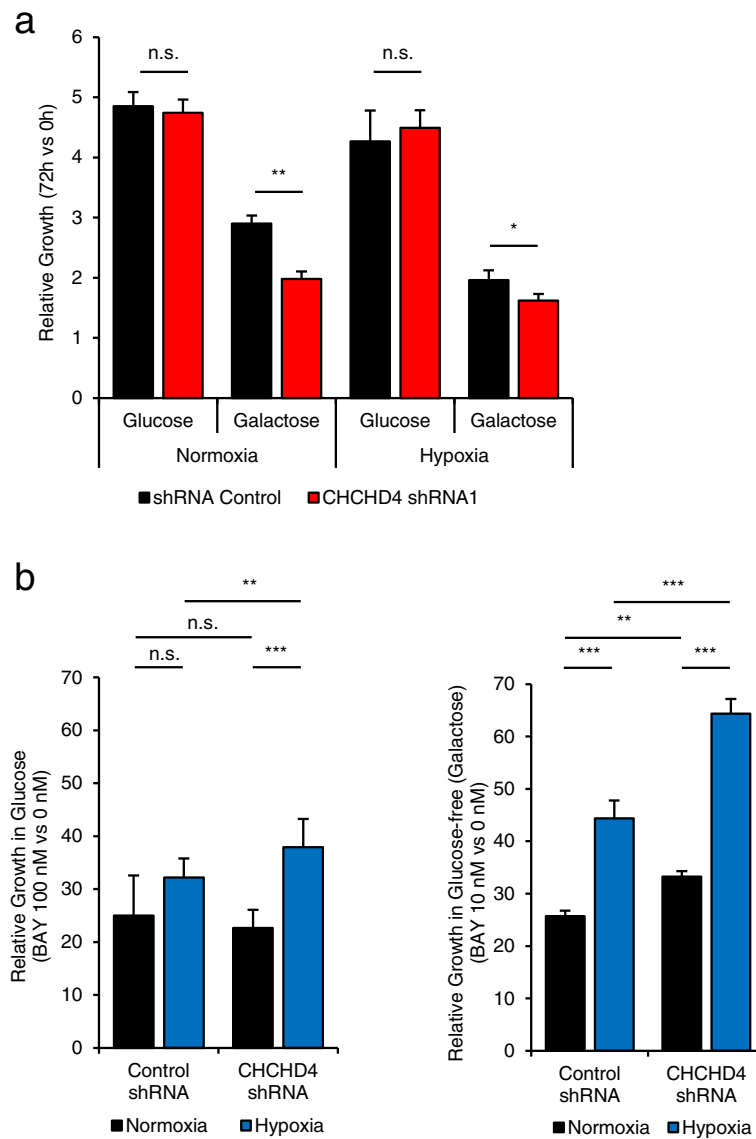 a
Relative Growth (72h vs 0h)
6
5
4
3
2
1
0
n.s.
**
n.s.
*
Glucose
Galactose
Glucose
Galactose
Normoxia
Hypoxia
shRNA Control
CHCHD4 shRNA1
b
**
n.s.
n.s.
***
Relative Growth in Glucose
(BAY 100 nM vs 0 nM)
70
60
50
40
30
20
10
0
Control
shRNA
CHCHD4
shRNA
Normoxia
Hypoxia
***
**
***
***
Relative Growth in Glucose-free (Galactose)
(BAY 10 nM vs 0 nM)
70
60
50
40
30
20
10
0
Control
shRNA
CHCHD4
shRNA
Normoxia
Hypoxia